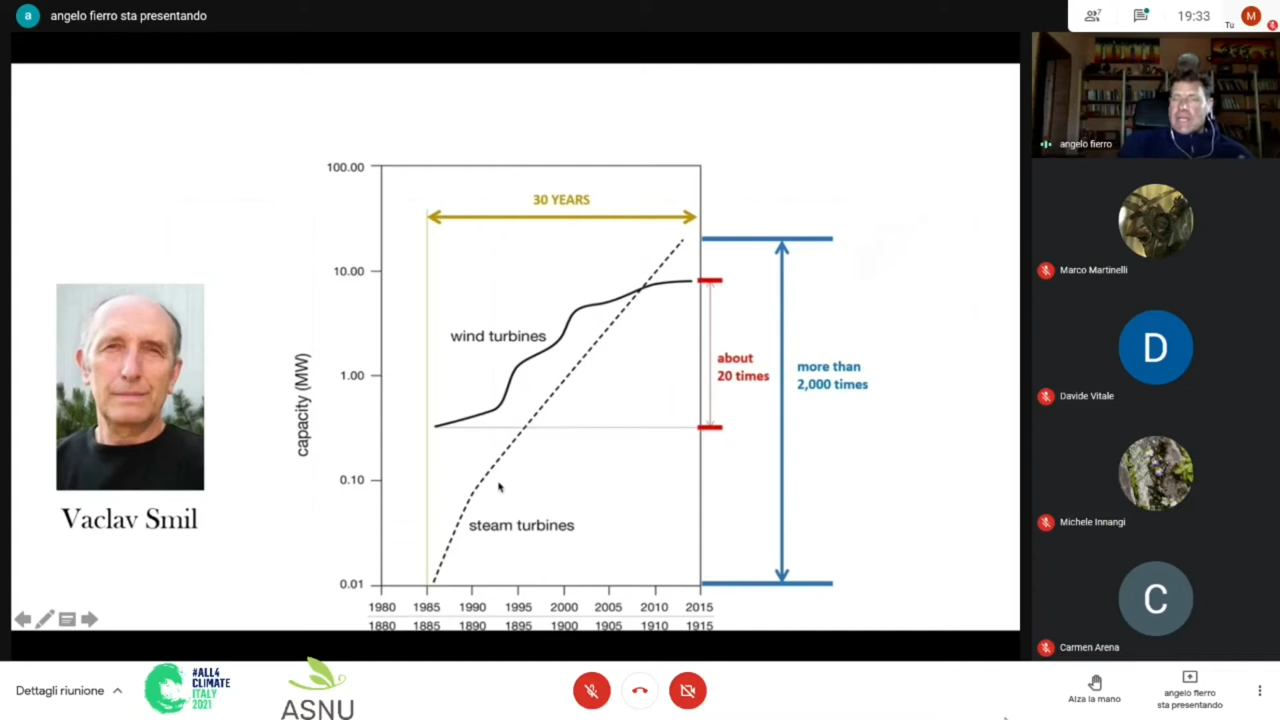 a angelo fierro sta presentando
7
19:33
Tu
M
100.00
30 YEARS
10.00
wind turbines
about
20 times
more than
2,000 times
1.00
capacity (MW)
0.10
steam turbines
0.01
1980 1985 1990 1995 2000 2005 2010 2015
1880 1885 1890 1895 1900 1905 1910 1915
Vaclav Smil
angelo fierro
Marco Martinelli
D
Davide Vitale
Michele Innangi
C
Carmen Arena
Dettagli riunione
#ALL4
CLIMATE
ITALY
2021
ASNU
Alza la mano
angelo fierro
sta presentando